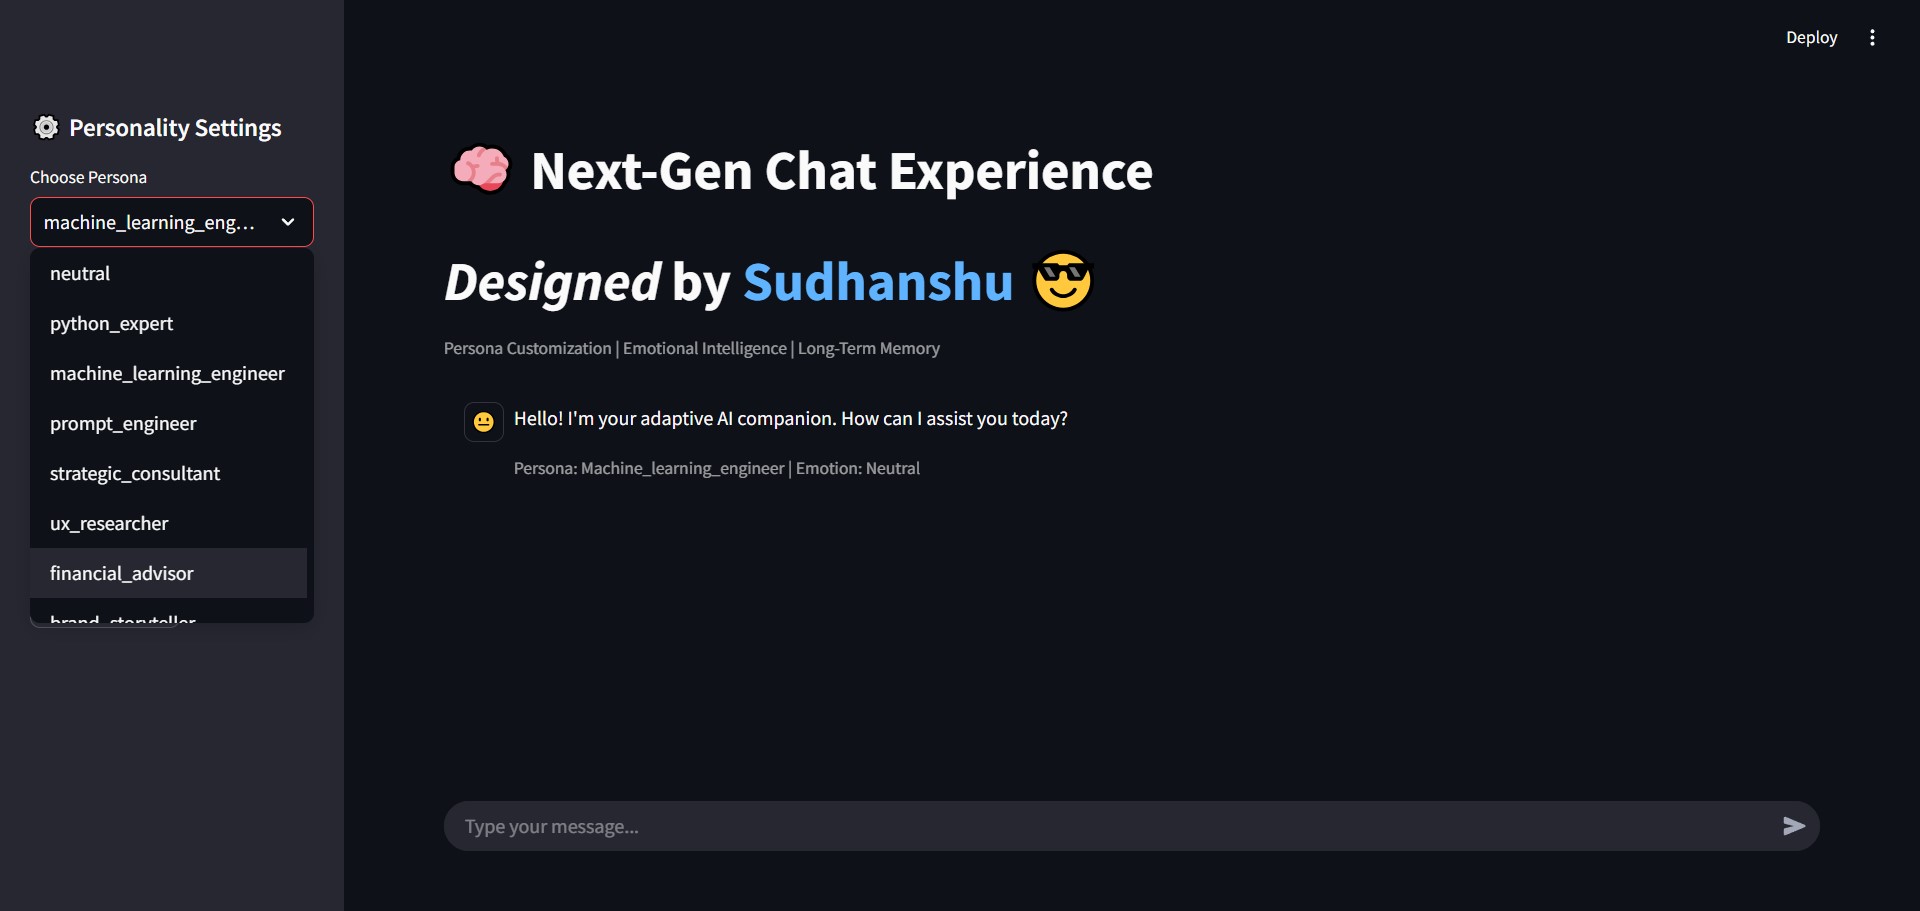 Deploy
Personality Settings
Choose Persona
machine_learning_eng...
neutral
python_expert
machine_learning_engineer
prompt_engineer
strategic_consultant
ux_researcher
financial_advisor
brand_storyteller
Next-Gen Chat Experience
Designed by Sudhanshu
Persona Customization | Emotional Intelligence | Long-Term Memory
Hello! I'm your adaptive AI companion. How can I assist you today?
Persona: Machine_learning_engineer | Emotion: Neutral
Type your message...